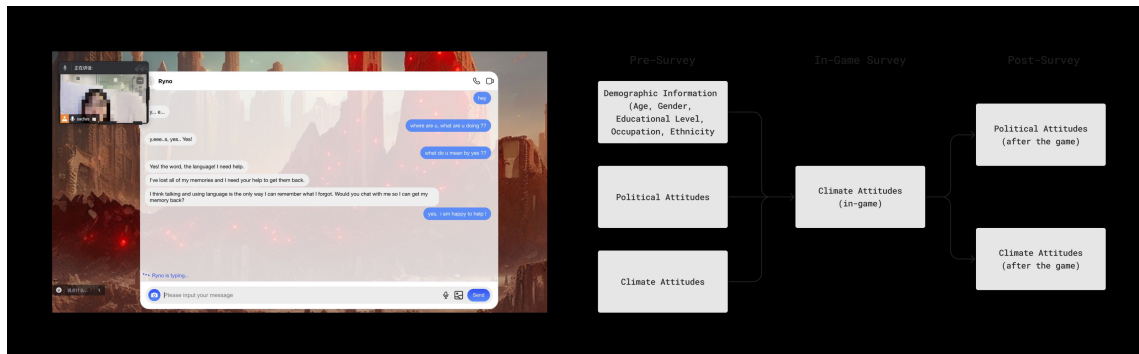 正在讲话:
Ryno
hey
y... e...
where are u, what are u doing ??
y,eee..s, yes.. Yes!
what do u mean by yes ??
Yes! the word, the language! I need help.
I've lost all of my memories and I need your help to get them back.
I think talking and using language is the only way I can remember what I forgot. Would you chat with me so I can get my
memory back?
yes.. i am happy to help !
Ryno is typing...
Please input your message
Send
Pre-Survey
Demographic Information
(Age, Gender,
Educational Level,
Occupation, Ethnicity
Political Attitudes
Climate Attitudes
In-Game Survey
Climate Attitudes
(in-game)
Post-Survey
Political Attitudes
(after the game)
Climate Attitudes
(after the game)